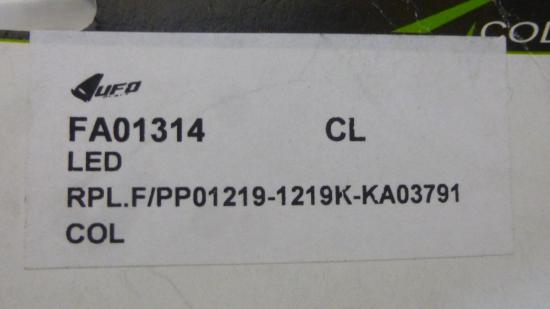 COL
UFO
FA01314 CL
LED
RPL.F/PP01219-1219K-KA03791
COL